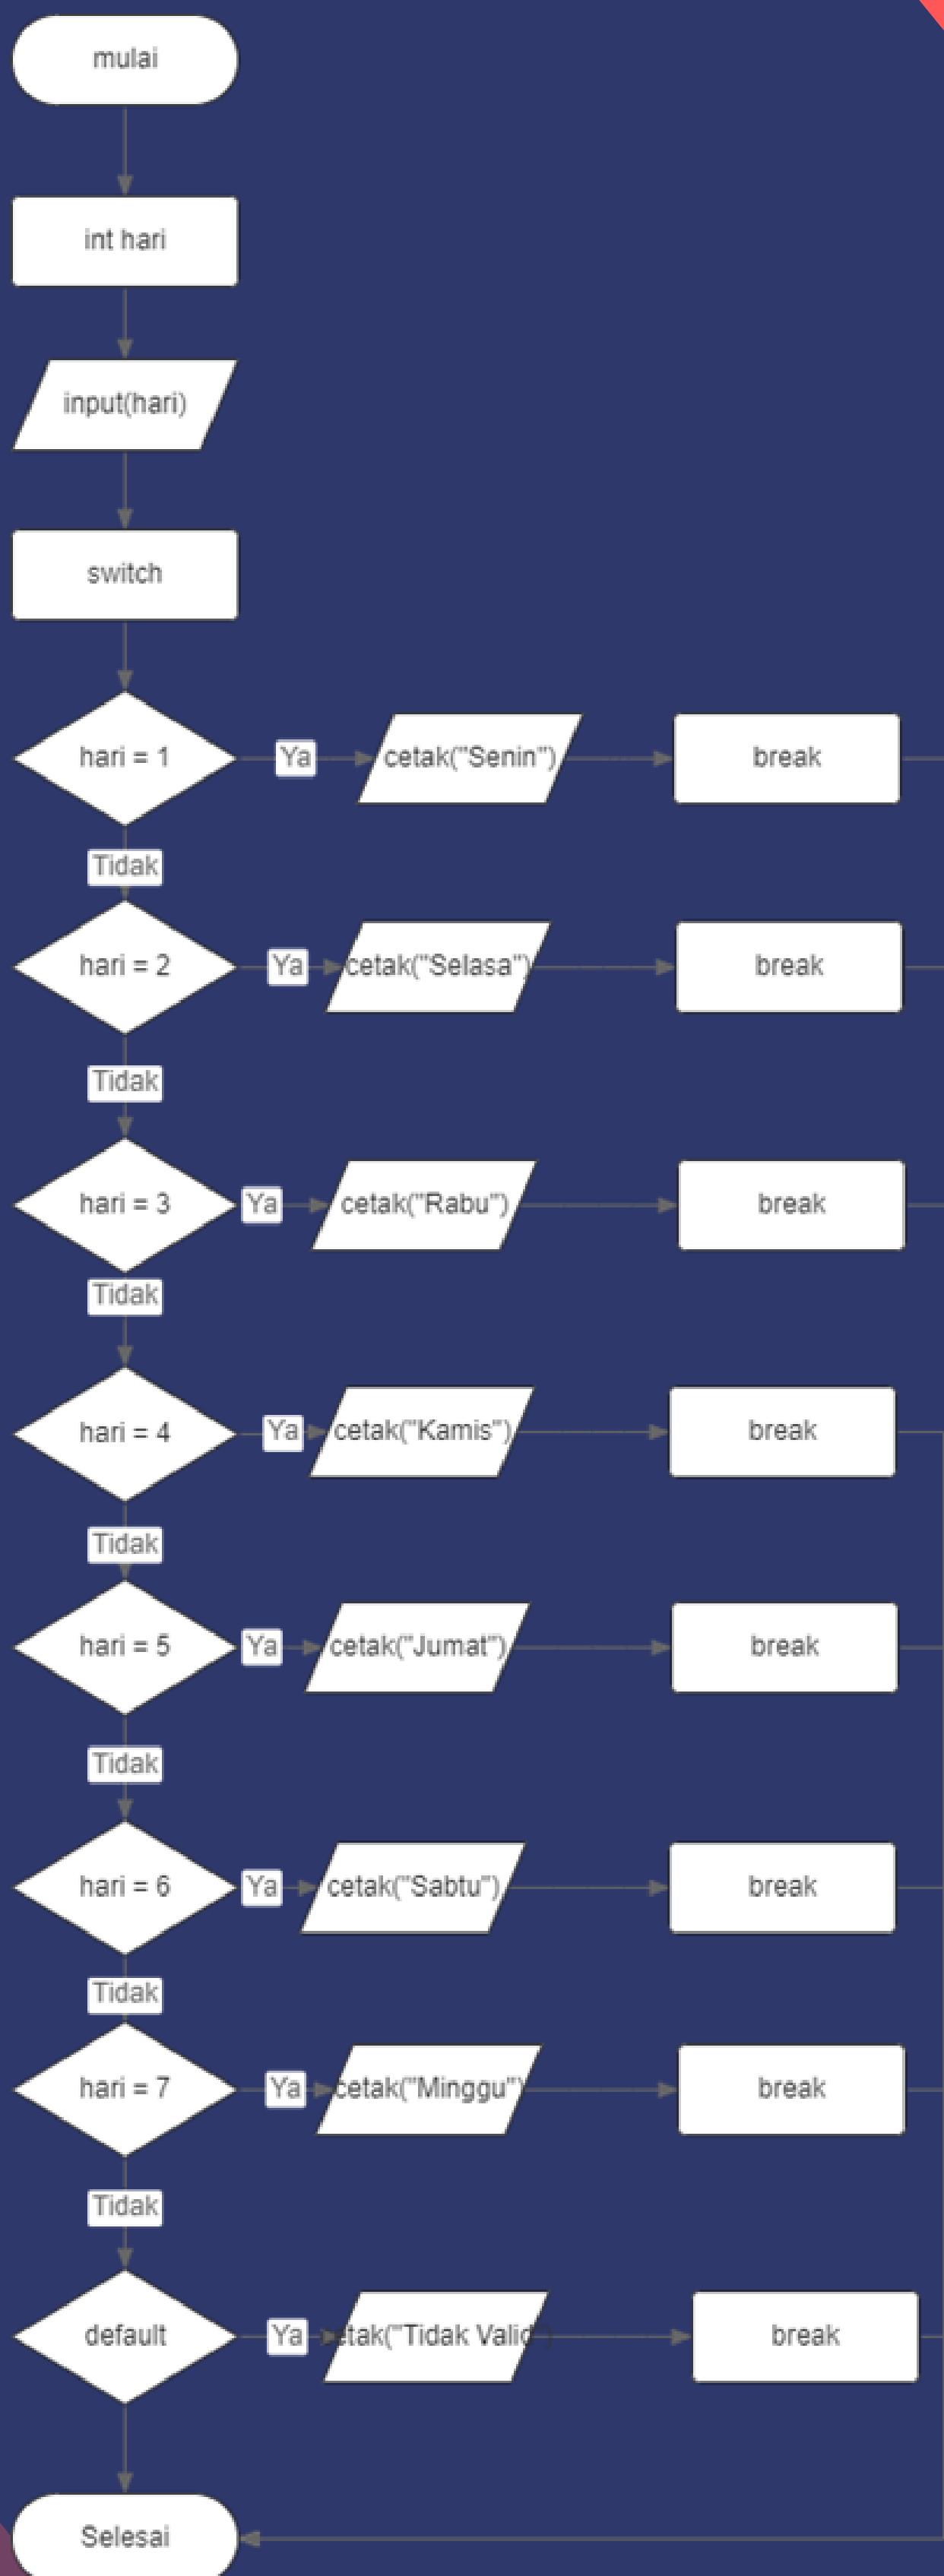 mulai
int hari
input(hari)
switch
hari = 1
Ya
cetak("Senin")
break
Tidak
hari = 2
Ya
cetak("Selasa")
break
Tidak
hari = 3
Ya
cetak("Rabu")
break
Tidak
hari = 4
Ya
cetak("Kamis")
break
Tidak
hari = 5
Ya
cetak("Jumat")
break
Tidak
hari = 6
Ya
cetak("Sabtu")
break
Tidak
hari = 7
Ya
cetak("Minggu")
break
Tidak
default
Ya
cetak("Tidak Valid")
break
Selesai